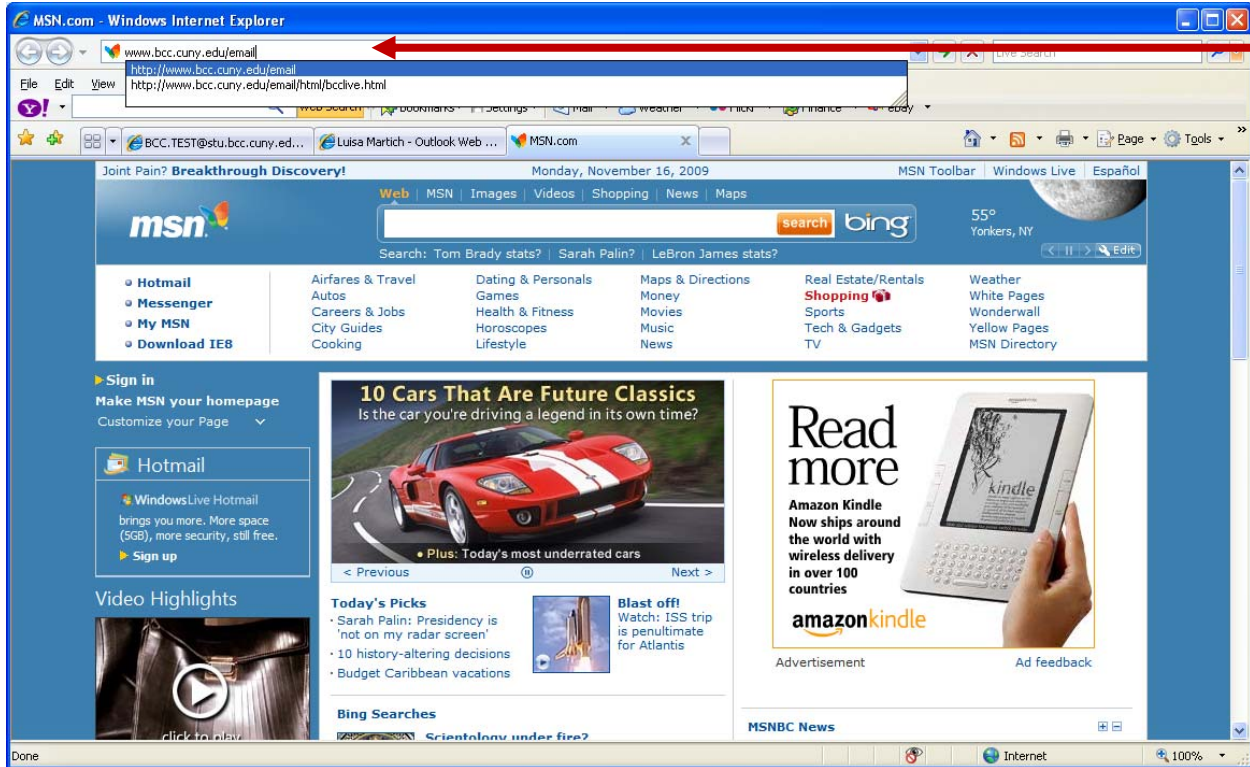 MSN.com - Windows Internet Explorer
www.bcc.cuny.edu/email
Live Search
http://www.bcc.cuny.edu/email
http://www.bcc.cuny.edu/email/html/bcclive.html
File Edit View
Y!
BCC.TEST@stu.bcc.cuny.ed...
Luisa Martich - Outlook Web ...
MSN.com
Page
Tools
Joint Pain? Breakthrough Discovery!
Monday, November 16, 2009
MSN Toolbar Windows Live Español
Web | MSN | Images | Videos | Shopping | News | Maps
msn
search bing
55°
Yonkers, NY
Edit
Search: Tom Brady stats? | Sarah Palin? | LeBron James stats?
Hotmail
Messenger
My MSN
Download IE8
Airfares & Travel
Autos
Careers & Jobs
City Guides
Cooking
Dating & Personals
Games
Health & Fitness
Horoscopes
Lifestyle
Maps & Directions
Money
Movies
Music
News
Real Estate/Rentals
Shopping
Sports
Tech & Gadgets
TV
Weather
White Pages
Wonderwall
Yellow Pages
MSN Directory
Sign in
Make MSN your homepage
Customize your Page
Hotmail
WindowsLive Hotmail
brings you more. More space
(5GB), more security, still free.
Sign up
Video Highlights
click to play
10 Cars That Are Future Classics
Is the car you're driving a legend in its own time?
• Plus: Today's most underrated cars
< Previous
Next >
Today's Picks
· Sarah Palin: Presidency is
'not on my radar
screen'
· 10 history-altering decisions
· Budget Caribbean vacations
Blast off!
Watch: ISS trip
is penultimate
for Atlantis
Bing Searches
Scientology under fire?
Read
more
Amazon Kindle
Now ships around
the world with
wireless delivery
in over 100
countries
amazonkindle
kindle
Advertisement
Ad feedback
MSNBC News
Done
Internet
100%